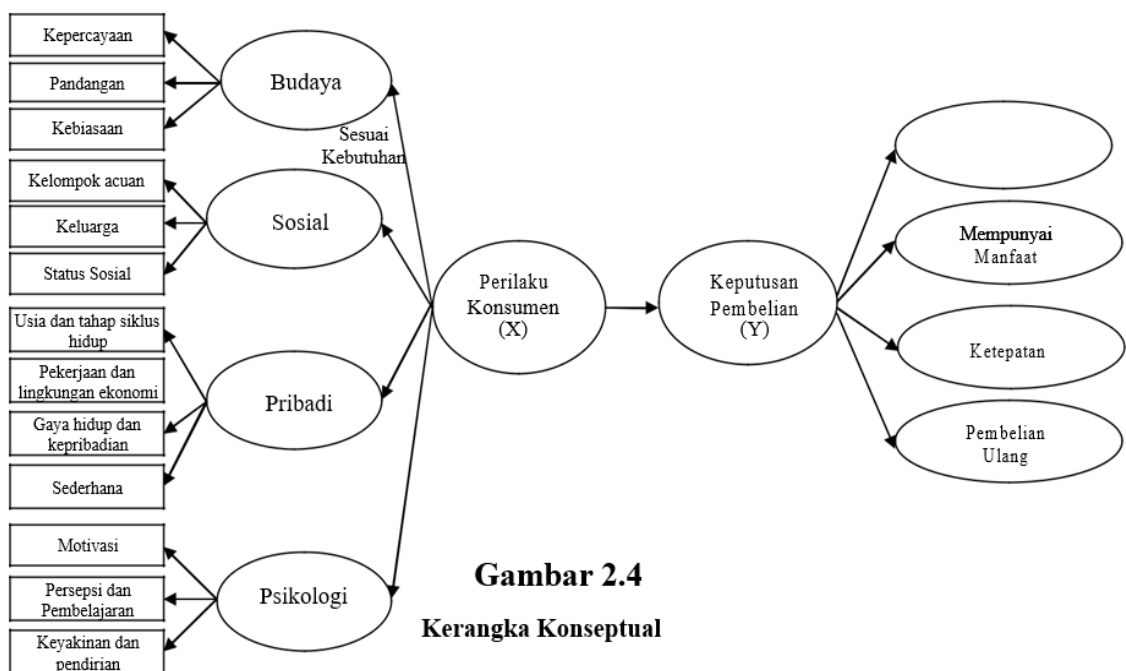 Kepercayaan
Pandangan
Kebiasaan
Budaya
Sesuai
Kebutuhan
Kelompok acuan
Keluarga
Status Sosial
Sosial
Usia dan tahap siklus
hidup
Pekerjaan dan
lingkungan ekonomi
Gaya hidup dan
kepribadian
Sederhana
Pribadi
Motivasi
Persepsi dan
Pembelajaran
Keyakinan dan
pendirian
Psikologi
Perilaku
Konsumen
(X)
Keputusan
Pembelian
(Y)
Mempunyai
Manfaat
Ketepatan
Pembelian
Ulang
Gambar 2.4
Kerangka Konseptual